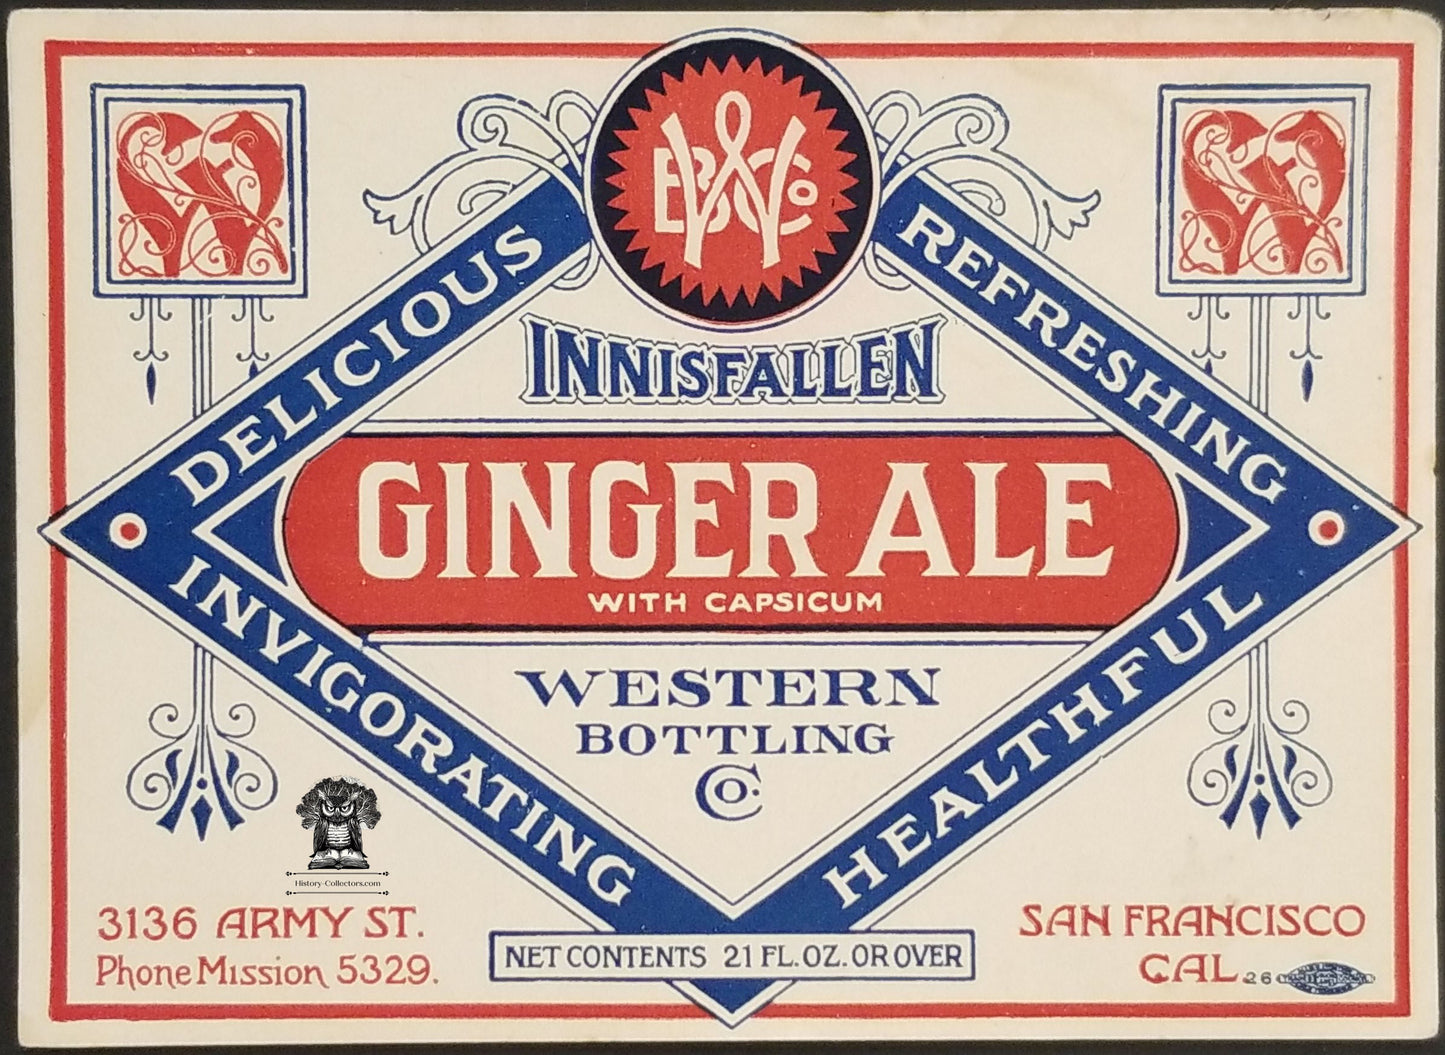 W
B Co
DELICIOUS
REFRESHING
INNISFALLEN
GINGER ALE
WITH CAPSICUM
INVIGORATING
HEALTHFUL
WESTERN
BOTTLING
Co.
History-Collectors.com
3136 ARMY ST.
Phone Mission 5329.
NET CONTENTS 21 FL. OZ. OR OVER
SAN FRANCISCO
CAL.
26